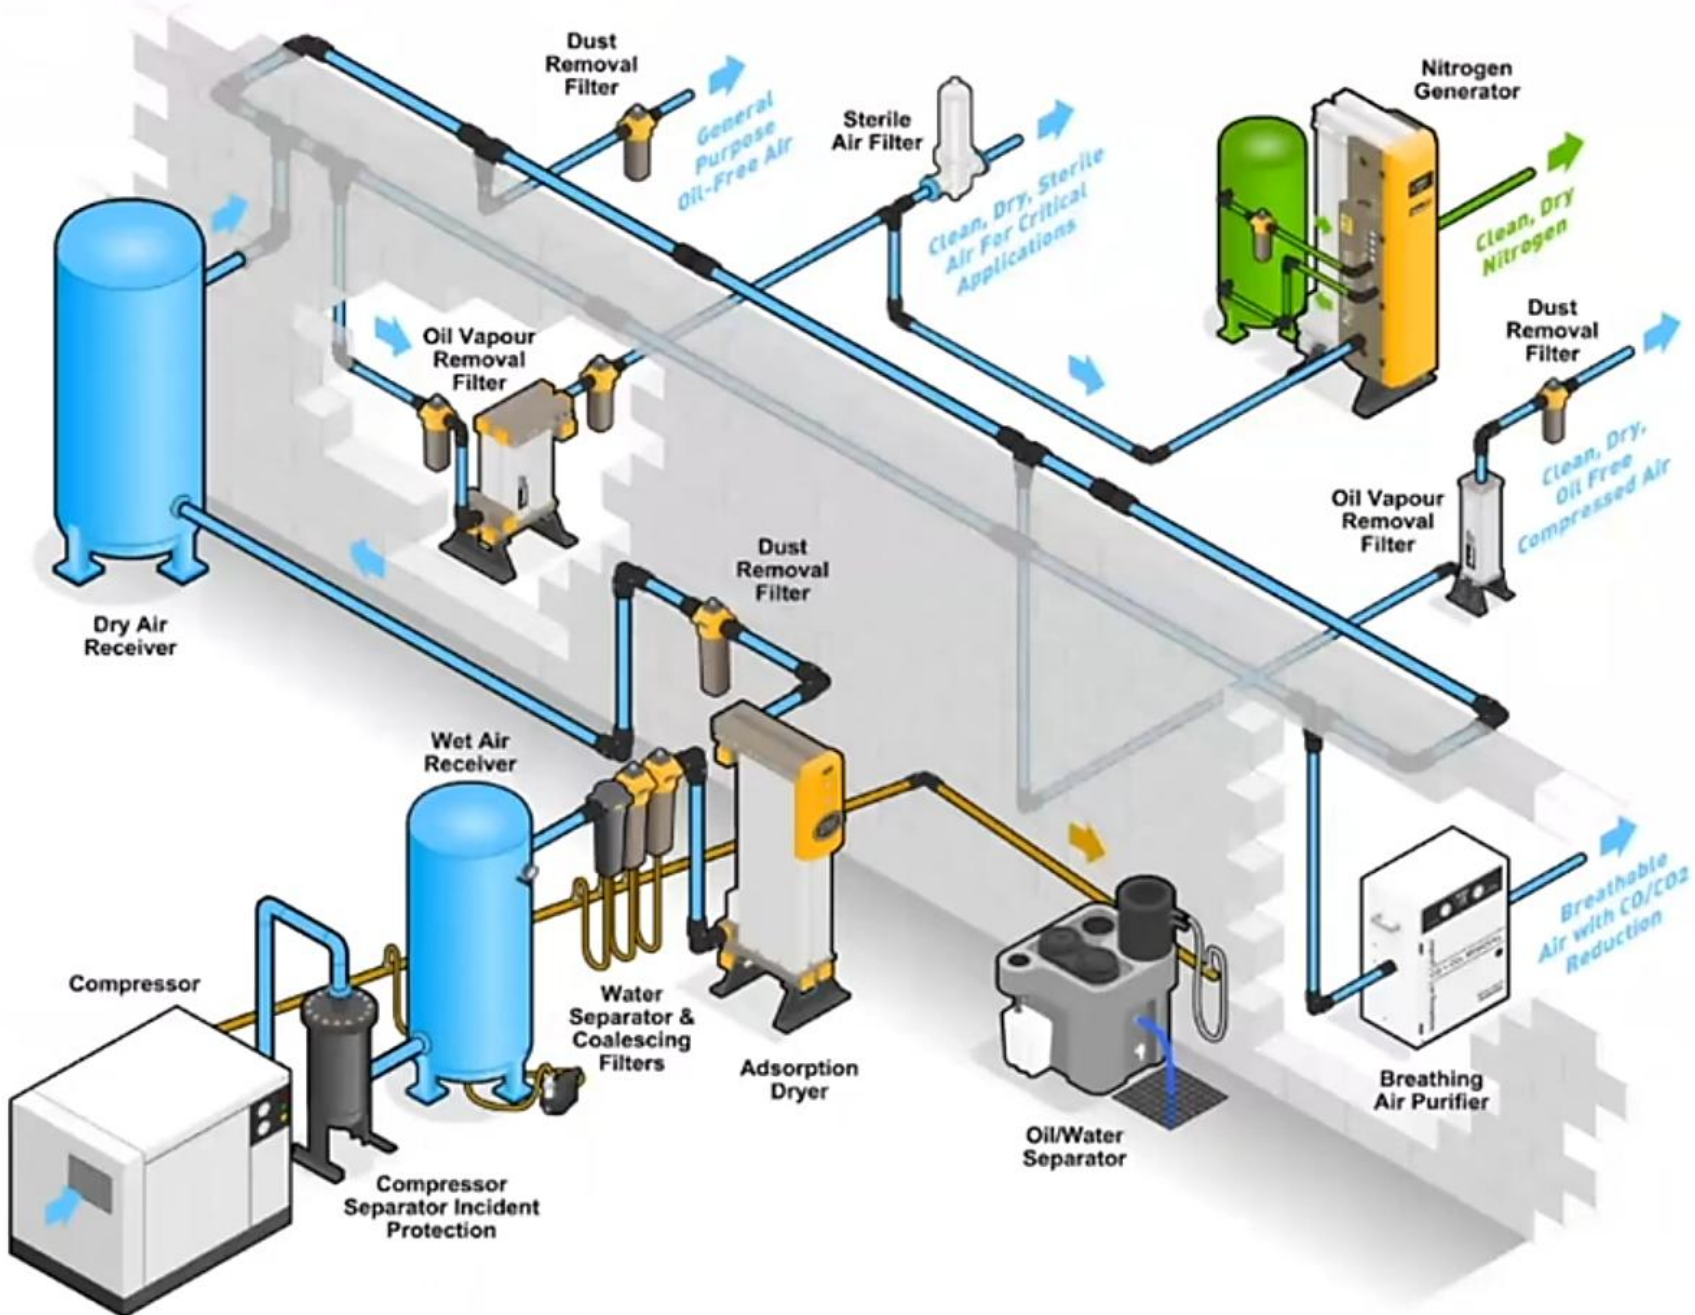 Dust
Removal
Filter
General
Purpose
Oil-Free Air
Sterile
Air Filter
Clean, Dry, Sterile
Air For Critical
Applications
Nitrogen
Generator
Clean, Dry
Nitrogen
Dust
Removal
Filter
Clean, Dry,
Oil Free
Compressed Air
Oil Vapour
Removal
Filter
Oil Vapour
Removal
Filter
Dust
Removal
Filter
Dry Air
Receiver
Wet Air
Receiver
Compressor
Water
Separator &
Coalescing
Filters
Adsorption
Dryer
Compressor
Separator Incident
Protection
Oil/Water
Separator
Breathing
Air Purifier
Breathable
Air with CO/CO2
Reduction